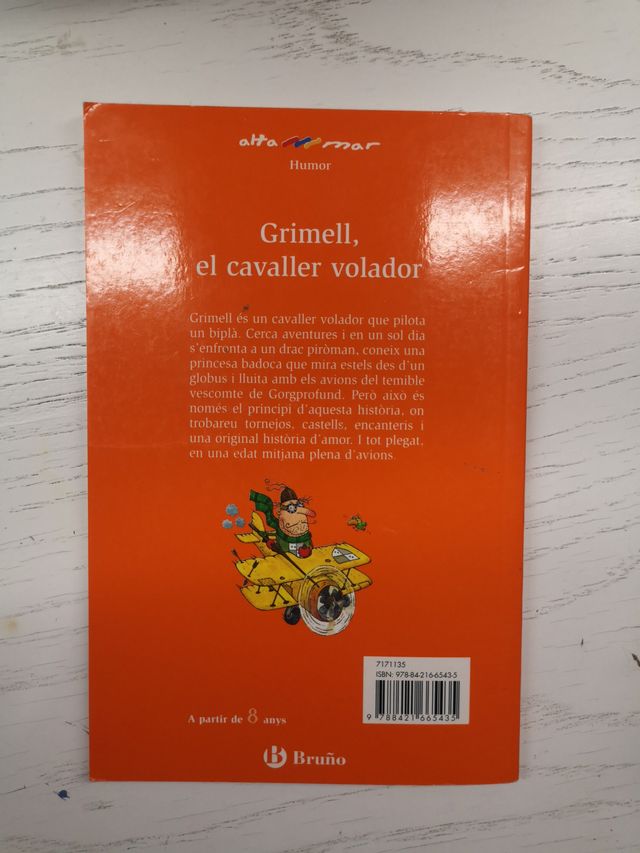 alta mar
Humor
Grimell,
el cavaller volador
Grimell és un cavaller volador que pilota
un biplà. Cerca aventures i en un sol dia
s'enfronta a un drac piròman, coneix una
princesa badoca que mira estels des d'un
globus i lluita amb els avions del temible
vescomte de Gorgprofund. Però això és
només el principi d'aquesta història, on
trobareu tornejos, castells, encanteris i
una original història d'amor. I tot plegat,
en una edat mitjana plena d'avions.
7171135
ISBN: 978-84-216-6543-5
9 788421 665435
A partir de 8 anys
B Bruño